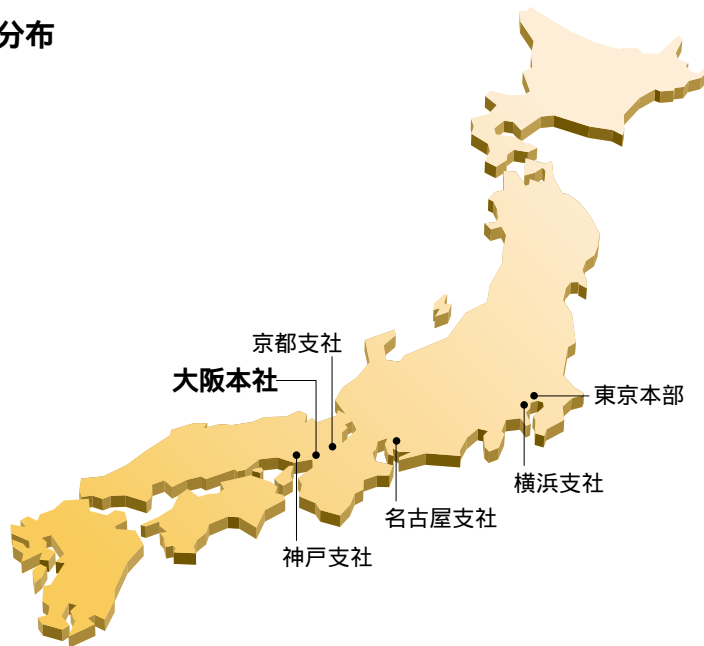 分布
京都支社
大阪本社
東京本部
横浜支社
名古屋支社
神戸支社